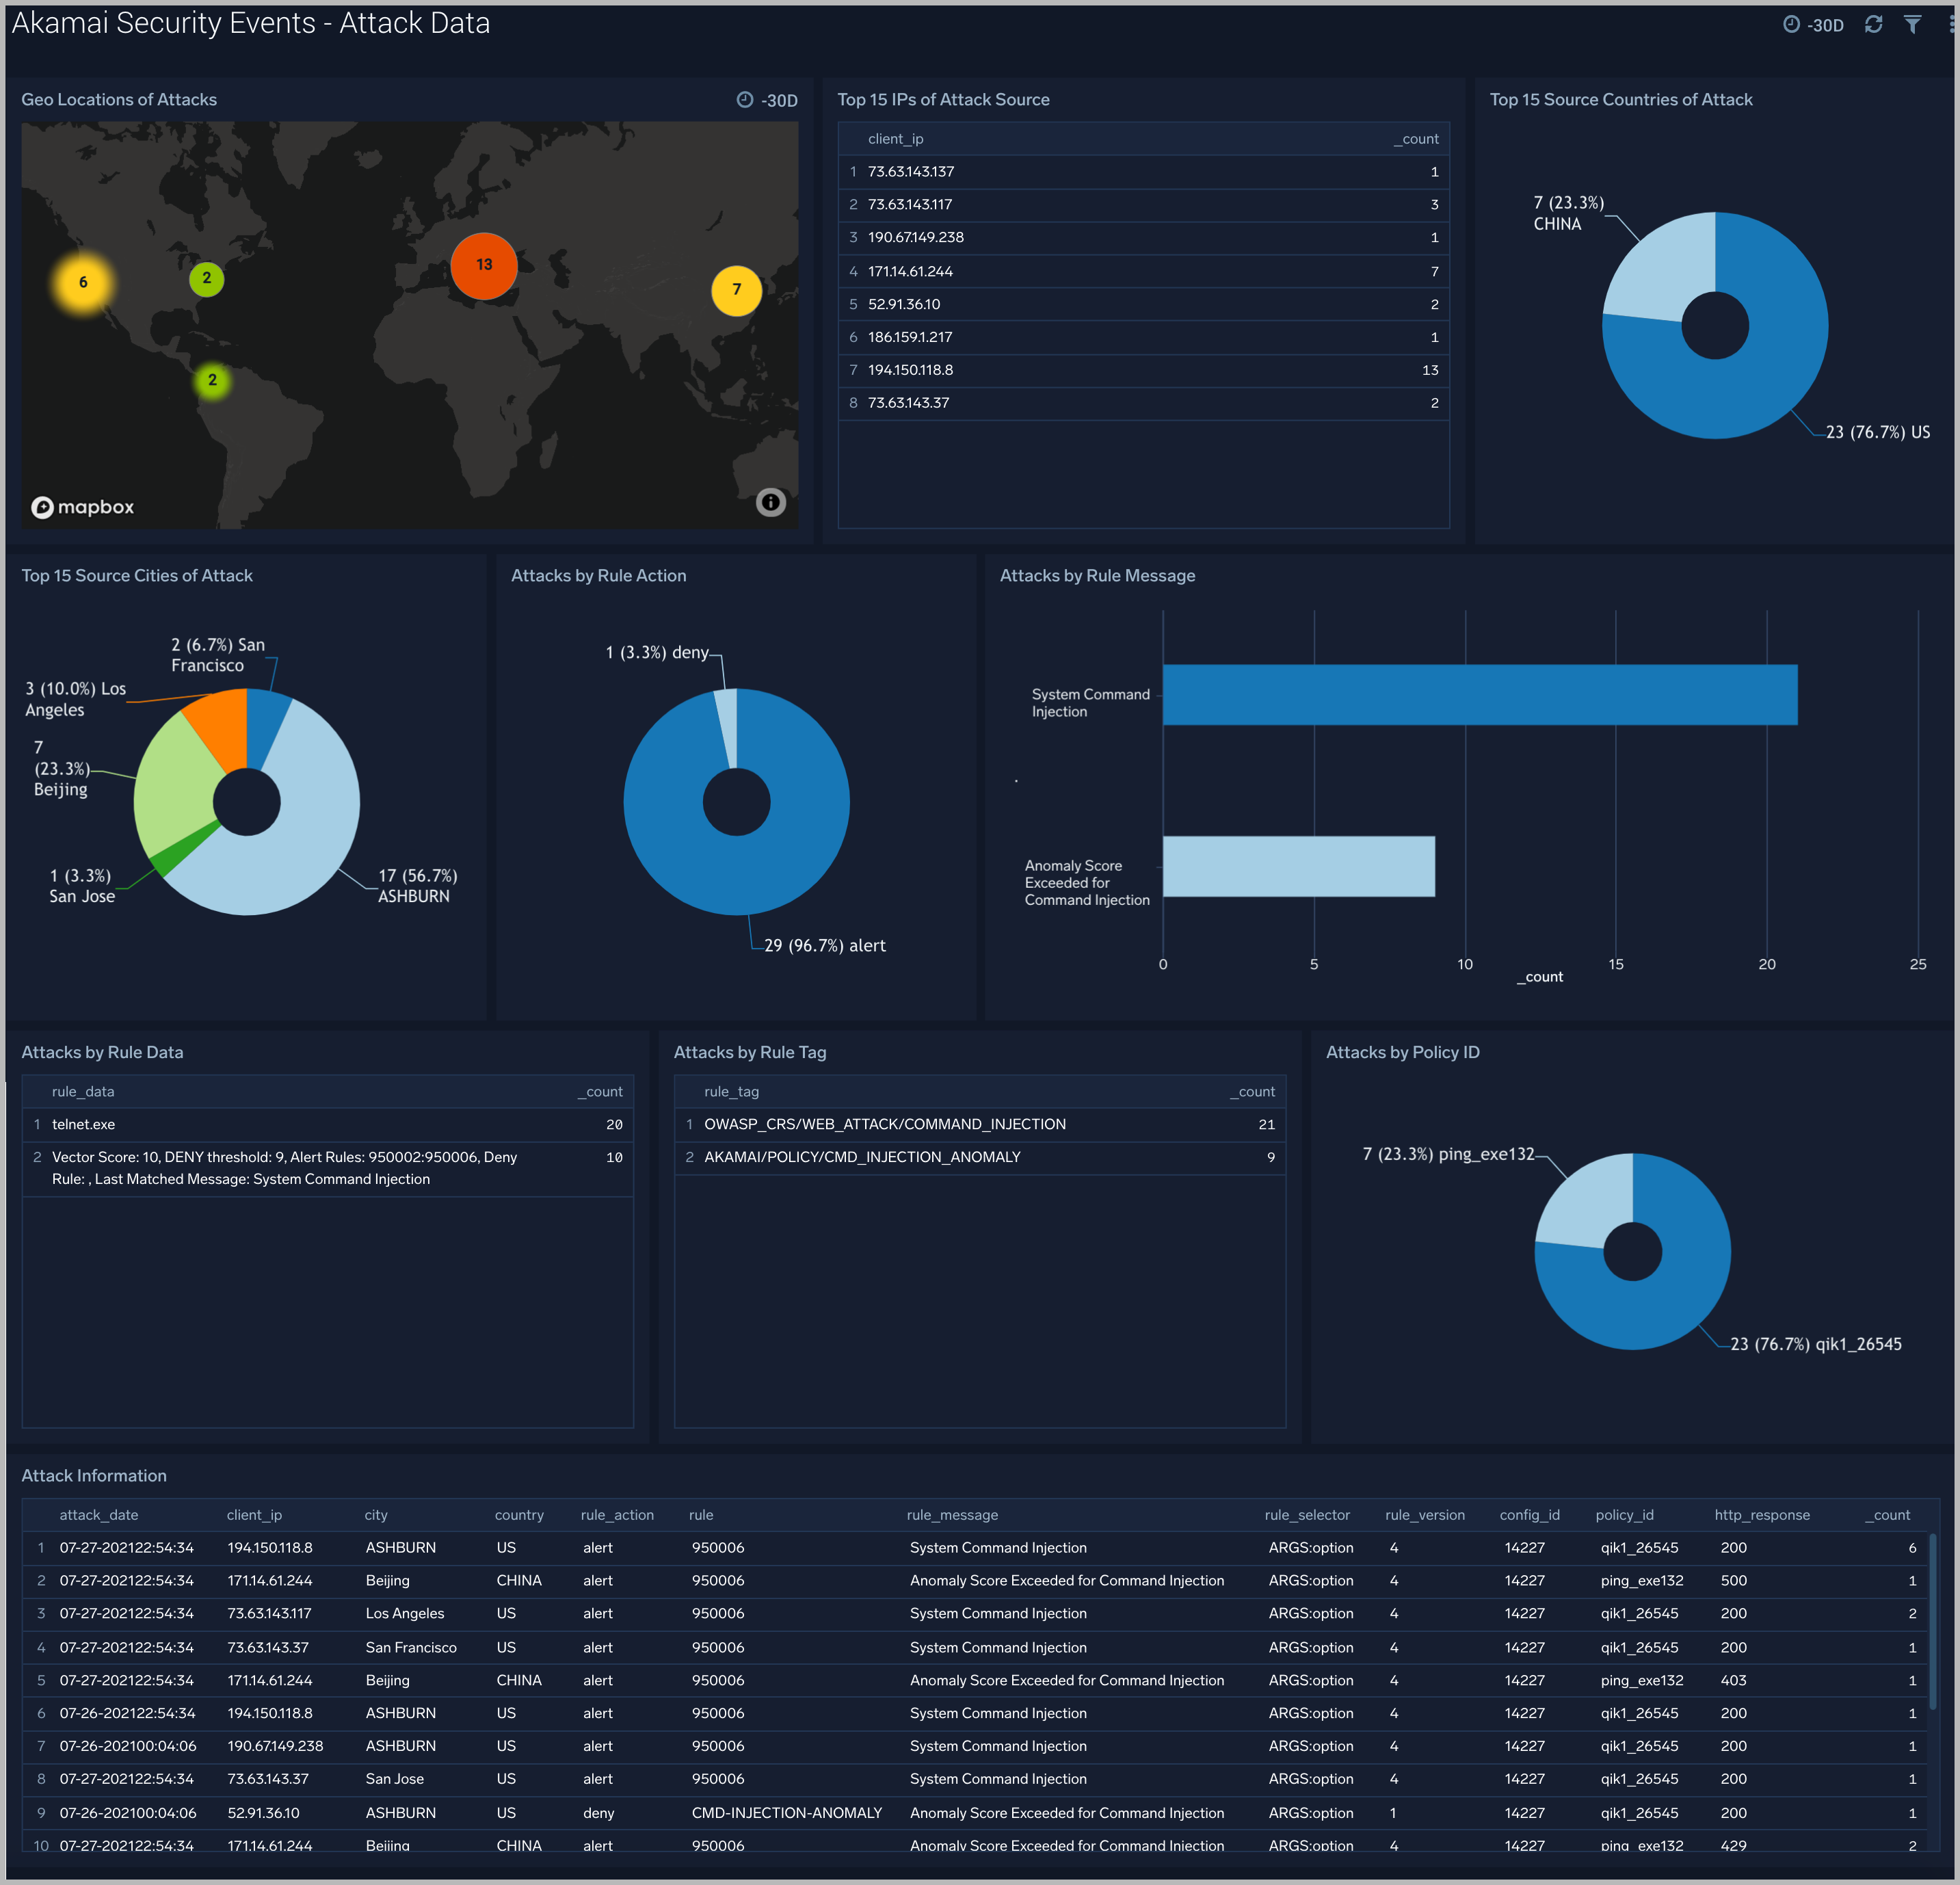 Akamai Security Events - Attack Data
-30D
Geo Locations of Attacks
-30D
6
2
13
7
2
mapbox
Top 15 IPs of Attack Source
client_ip _count
1 73.63.143.137 1
2 73.63.143.117 3
3 190.67.149.238 1
4 171.14.61.244 7
5 52.91.36.10 2
6 186.159.1.217 1
7 194.150.118.8 13
8 73.63.143.37 2
Top 15 Source Countries of Attack
7 (23.3%)
CHINA
23 (76.7%) US
Top 15 Source Cities of Attack
2 (6.7%) San
Francisco
3 (10.0%) Los
Angeles
7
(23.3%)
Beijing
1 (3.3%)
San Jose
17 (56.7%)
ASHBURN
Attacks by Rule Action
1 (3.3%) deny
29 (96.7%) alert
Attacks by Rule Message
System Command
Injection
Anomaly Score
Exceeded for
Command Injection
0 5 10 15 20 25
_count
Attacks by Rule Data
rule_data _count
1 telnet.exe 20
2 Vector Score: 10, DENY threshold: 9, Alert Rules: 950002:950006, Deny 10
Rule: , Last Matched Message: System Command Injection
Attacks by Rule Tag
rule_tag _count
1 OWASP_CRS/WEB_ATTACK/COMMAND_INJECTION 21
2 AKAMAI/POLICY/CMD_INJECTION_ANOMALY 9
Attacks by Policy ID
7 (23.3%) ping_exe132
23 (76.7%) qik1_26545
Attack Information
attack_date client_ip city country rule_action rule rule_message rule_selector rule_version config_id policy_id http_response _count
1 07-27-202122:54:34 194.150.118.8 ASHBURN US alert 950006 System Command Injection ARGS:option 4 14227 qik1_26545 200 6
2 07-27-202122:54:34 171.14.61.244 Beijing CHINA alert 950006 Anomaly Score Exceeded for Command Injection ARGS:option 4 14227 ping_exe132 500 1
3 07-27-202122:54:34 73.63.143.117 Los Angeles US alert 950006 System Command Injection ARGS:option 4 14227 qik1_26545 200 2
4 07-27-202122:54:34 73.63.143.37 San Francisco US alert 950006 System Command Injection ARGS:option 4 14227 qik1_26545 200 1
5 07-27-202122:54:34 171.14.61.244 Beijing CHINA alert 950006 Anomaly Score Exceeded for Command Injection ARGS:option 4 14227 ping_exe132 403 1
6 07-26-202122:54:34 194.150.118.8 ASHBURN US alert 950006 System Command Injection ARGS:option 4 14227 qik1_26545 200 1
7 07-26-202100:04:06 190.67.149.238 ASHBURN US alert 950006 System Command Injection ARGS:option 4 14227 qik1_26545 200 1
8 07-27-202122:54:34 73.63.143.37 San Jose US alert 950006 System Command Injection ARGS:option 4 14227 qik1_26545 200 1
9 07-26-202100:04:06 52.91.36.10 ASHBURN US deny CMD-INJECTION-ANOMALY Anomaly Score Exceeded for Command Injection ARGS:option 1 14227 qik1_26545 200 1
10 07-27-202122:54:34 171.14.61.244 Beijing CHINA alert 950006 Anomaly Score Exceeded for Command Injection ARGS:option 4 14227 ping_exe132 429 2